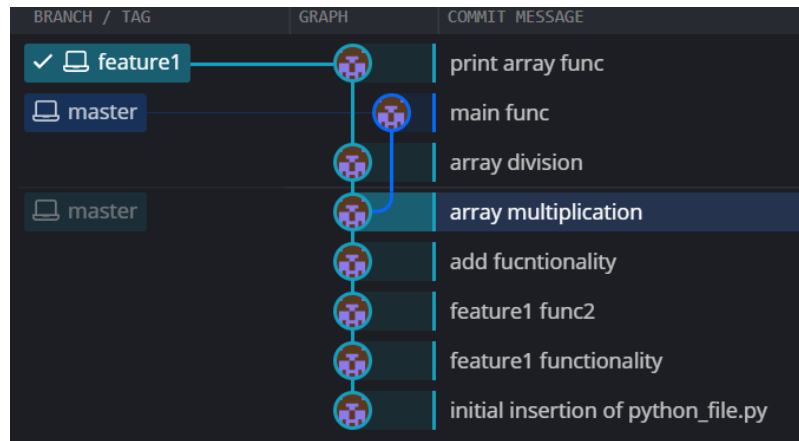 BRANCH / TAG GRAPH COMMIT MESSAGE
feature1 print array func
master main func
array division
master array multiplication
add fucntionality
feature1 func2
feature1 functionality
initial insertion of python_file.py